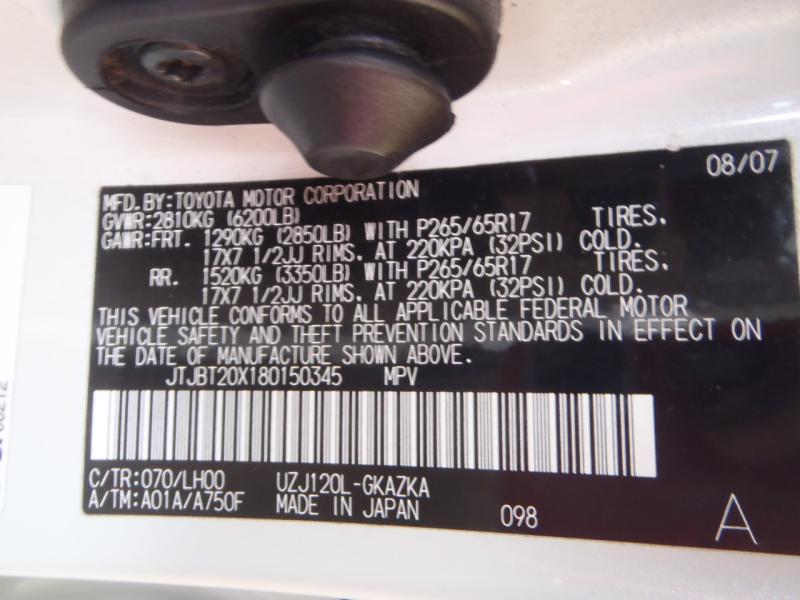 08/07
MFD.BY:TOYOTA MOTOR CORPORATION
GVWR:2810KG (6200LB)
GAWR:FRT. 1290KG (2850LB) WITH P265/65R17 TIRES.
17X7 1/2JJ RIMS. AT 220KPA (32PSI) COLD.
RR. 1520KG (3350LB) WITH P265/65R17 TIRES.
17X7 1/2JJ RIMS. AT 220KPA (32PSI) COLD.
THIS VEHICLE CONFORMS TO ALL APPLICABLE FEDERAL MOTOR
VEHICLE SAFETY AND THEFT PREVENTION STANDARDS IN EFFECT ON
THE DATE OF MANUFACTURE SHOWN ABOVE.
JTJBT20X180150345 MPV
C/TR:070/LH00 UZJ120L-GKAZKA
A/TM:A01A/A750F MADE IN JAPAN 098 A